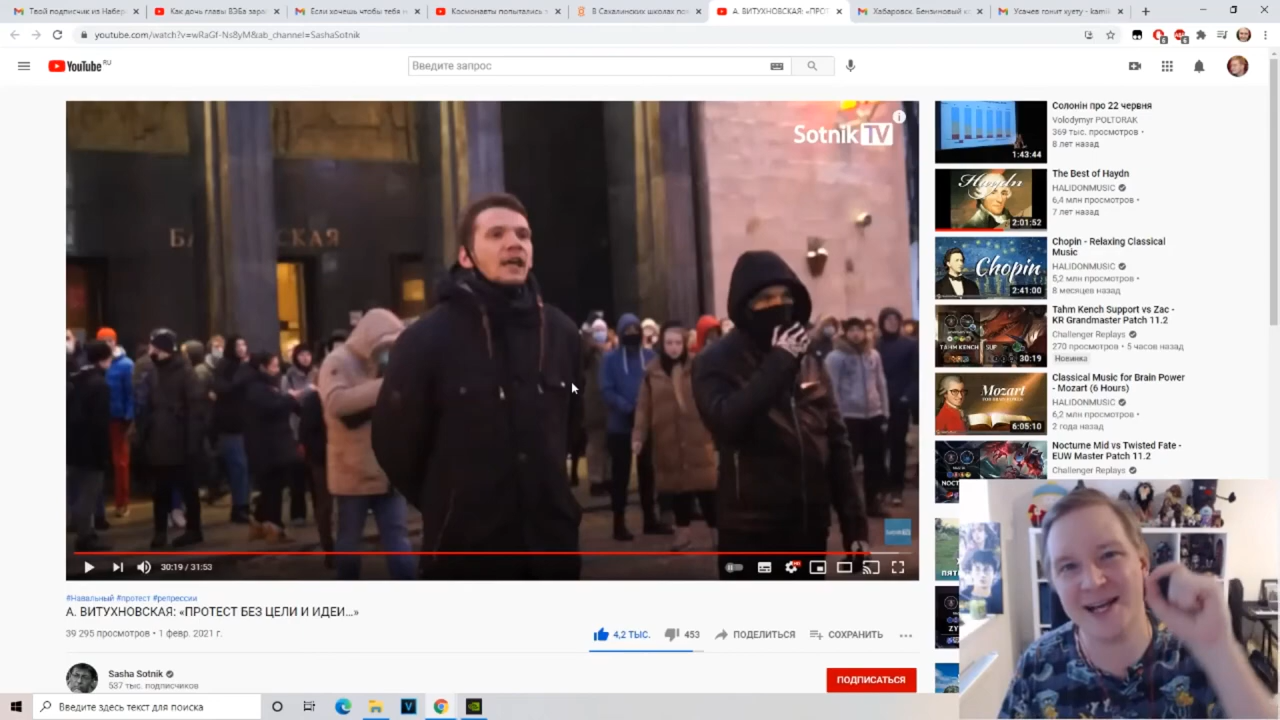 Твой подписчик из Набер
Как дочь главы ВЭБа заро
Если хочешь чтобы тебя н
Космонавты попытались
В Сахалинских школах по
А. ВИТУХНОВСКАЯ: «ПРОТ
Хабаровск. Бензиновый к
Усачев гонит куету - kamik
youtube.com/watch?v=wRaGf-Ns8yM&ab_channel=SashaSotnik
YouTube RU
Введите запрос
Sotnik TV
30:19 / 31:53
#Навальный #протест #репрессии
А. ВИТУХНОВСКАЯ: «ПРОТЕСТ БЕЗ ЦЕЛИ И ИДЕИ...»
39 295 просмотров • 1 февр. 2021 г.
4,2 ТЫС.
453
ПОДЕЛИТЬСЯ
СОХРАНИТЬ
Sasha Sotnik
537 тыс. подписчиков
ПОДПИСАТЬСЯ
Солонін про 22 червня
Volodymyr POLTORAK
369 тыс. просмотров •
8 лет назад
1:43:44
Haydn
2:01:52
The Best of Haydn
HALIDONMUSIC
6,4 млн просмотров •
7 лет назад
Chopin
2:41:00
Chopin - Relaxing Classical
Music
HALIDONMUSIC
5,2 млн просмотров •
8 месяцев назад
TAHM KENCH
SUP
30:19
Tahm Kench Support vs Zac -
KR Grandmaster Patch 11.2
Challenger Replays
270 просмотров • 5 часов назад
Новинка
Mozart
6:05:10
Classical Music for Brain Power
- Mozart (6 Hours)
HALIDONMUSIC
6,2 млн просмотров •
2 года назад
Nocturne Mid vs Twisted Fate -
EUW Master Patch 11.2
Challenger Replays
Введите здесь текст для поиска